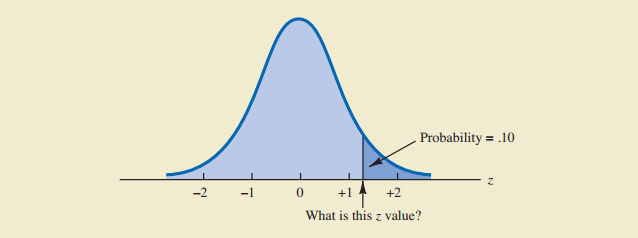 Probability = .10
z
−2 −1 0 +1 +2
What is this z value?